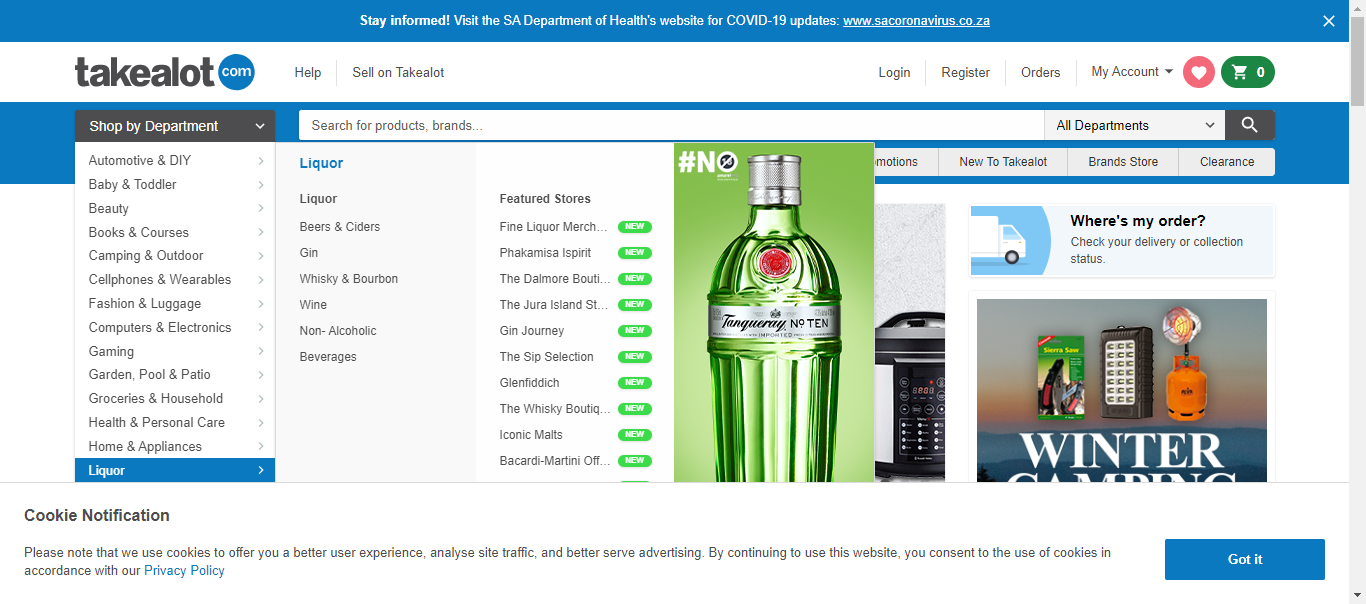 Stay informed! Visit the SA Department of Health's website for COVID-19 updates: www.sacoronavirus.co.za
takealot com
Help
Sell on Takealot
Login
Register
Orders
My Account
0
Shop by Department
Search for products, brands...
All Departments
omotions
New To Takealot
Brands Store
Clearance
Automotive & DIY
Baby & Toddler
Beauty
Books & Courses
Camping & Outdoor
Cellphones & Wearables
Fashion & Luggage
Computers & Electronics
Gaming
Garden, Pool & Patio
Groceries & Household
Health & Personal Care
Home & Appliances
Liquor
Liquor
Liquor
Beers & Ciders
Gin
Whisky & Bourbon
Wine
Non- Alcoholic
Beverages
Featured Stores
Fine Liquor Merch... NEW
Phakamisa Ispirit NEW
The Dalmore Bouti... NEW
The Jura Island St... NEW
Gin Journey NEW
The Sip Selection NEW
Glenfiddich NEW
The Whisky Boutiq... NEW
Iconic Malts NEW
Bacardi-Martini Off... NEW
#NO
18
Tanqueray Nº TEN
IMPORTED
Where's my order?
Check your delivery or collection
status.
Sierra Saw
WINTER
CAMPING
Cookie Notification
Please note that we use cookies to offer you a better user experience, analyse site traffic, and better serve advertising. By continuing to use this website, you consent to the use of cookies in
accordance with our Privacy Policy
Got it